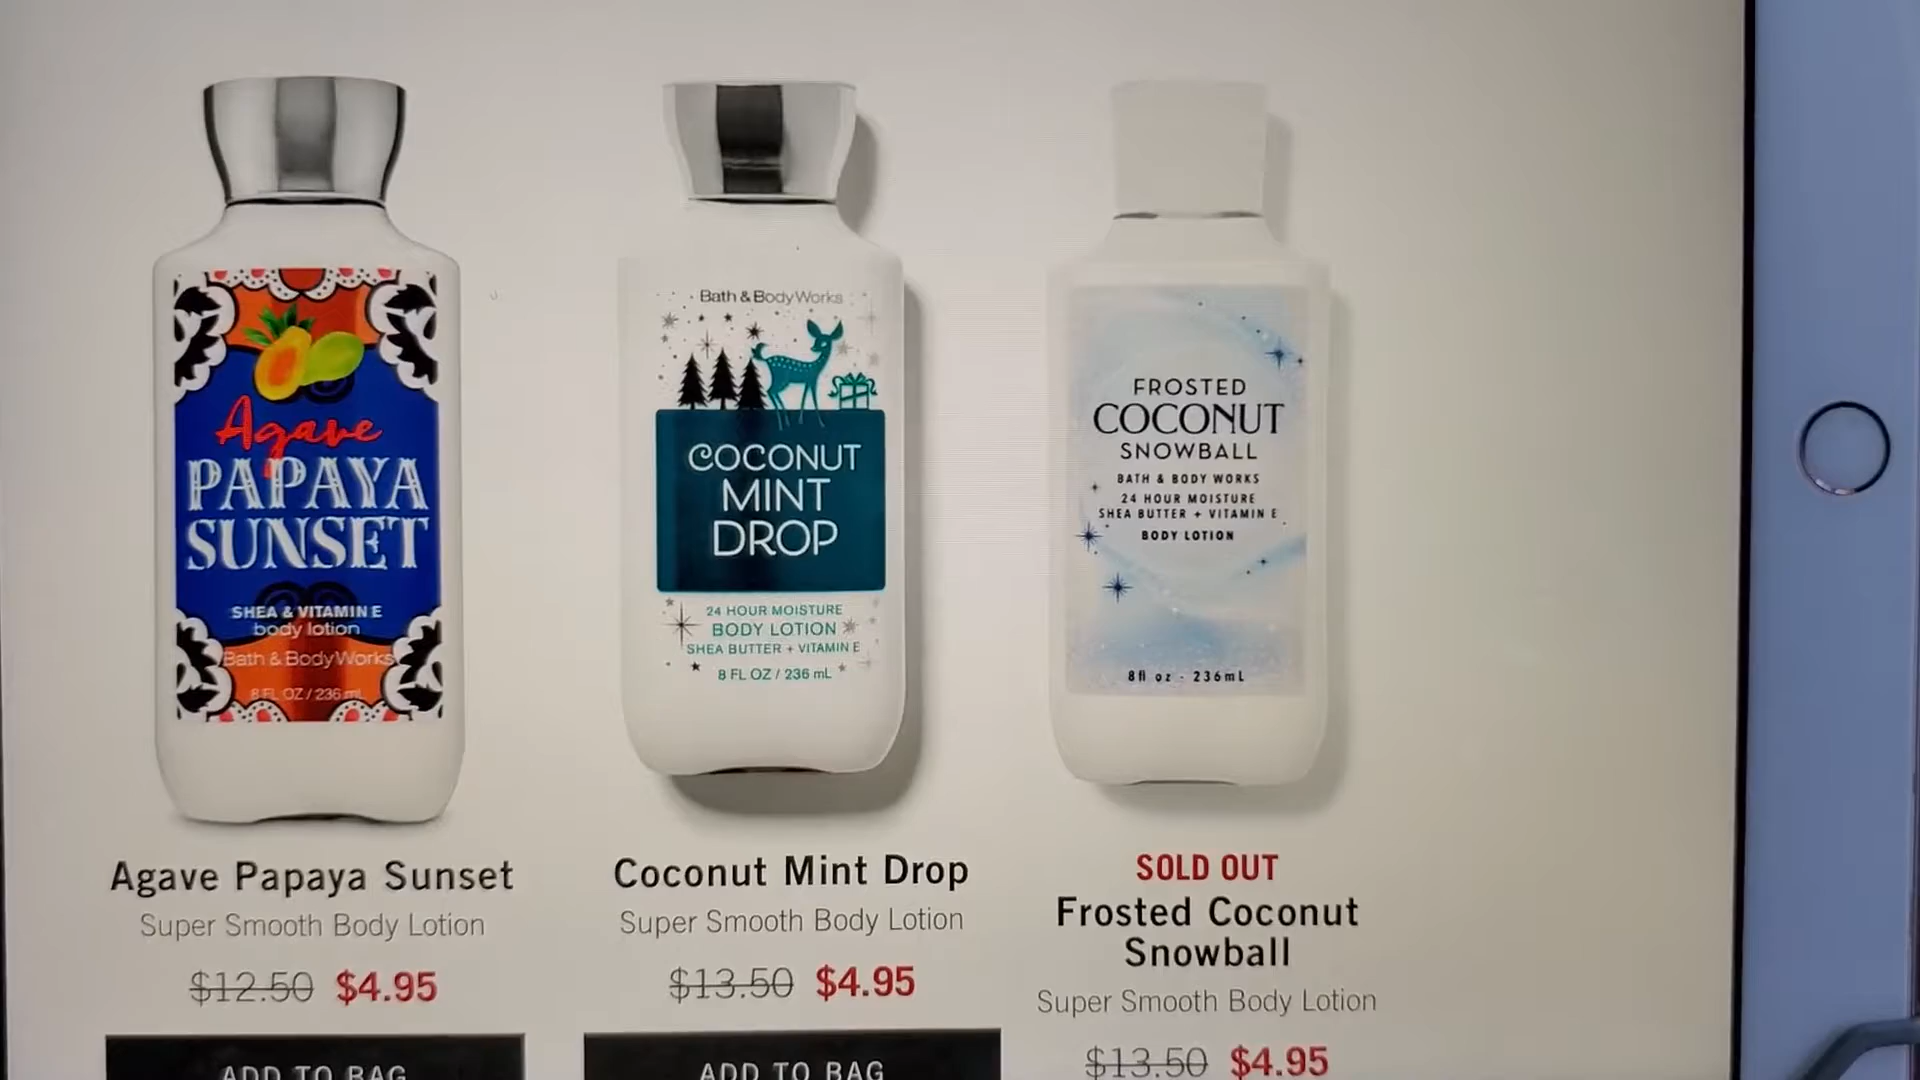 Agave
PAPAYA
SUNSET
SHEA & VITAMIN E
body lotion
Bath & Body Works
8 FL OZ / 236 mL
Agave Papaya Sunset
Super Smooth Body Lotion
$12.50 $4.95
ADD TO BAG
Bath & Body Works
COCONUT
MINT
DROP
24 HOUR MOISTURE
BODY LOTION
SHEA BUTTER + VITAMIN E
8 FL OZ / 236 mL
Coconut Mint Drop
Super Smooth Body Lotion
$13.50 $4.95
ADD TO BAG
FROSTED
COCONUT
SNOWBALL
BATH & BODY WORKS
24 HOUR MOISTURE
SHEA BUTTER + VITAMIN E
BODY LOTION
8fl oz - 236mL
SOLD OUT
Frosted Coconut
Snowball
Super Smooth Body Lotion
$13.50 $4.95